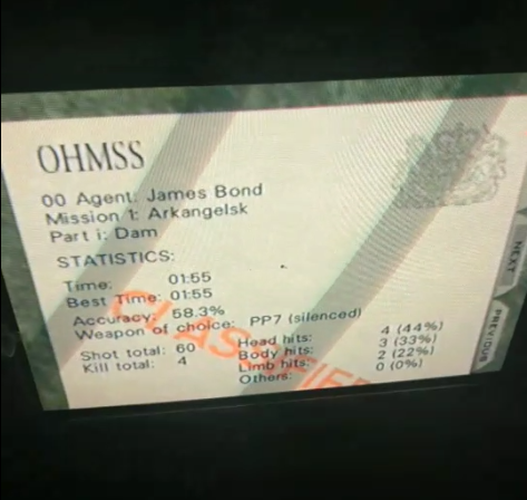 OHMSS
00 Agent: James Bond
Mission 1: Arkangelsk
Part i: Dam
STATISTICS:
Time: 01:55
Best Time: 01:55
Accuracy: 58.3%
Weapon of choice: PP7 (silenced)
Shot total: 60
Kill total: 4
Head hits: 4 (44%)
Body hits: 3 (33%)
Limb hits: 2 (22%)
Others: 0 (0%)
CLASSIFIE
NEXT
PREVIOUS